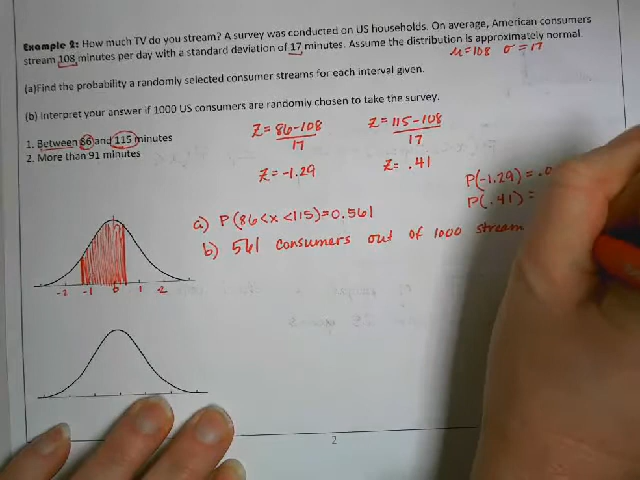 Example 2: How much TV do you stream? A survey was conducted on US households. On average, American consumers
stream 108 minutes per day with a standard deviation of 17 minutes. Assume the distribution is approximately normal.
μ=108 σ=17
(a)Find the probability a randomly selected consumer streams for each interval given.
(b) Interpret your answer if 1000 US consumers are randomly chosen to take the survey.
1. Between 86 and 115 minutes
2. More than 91 minutes
Z = 86-108
17
Z = -1.29
Z = 115-108
17
Z = .41
P(-1.29) = .0
P(.41) =
a) P(86<x<115)=0.561
b) 561 consumers out of 1000 stream
-2 -1 0 1 2
2